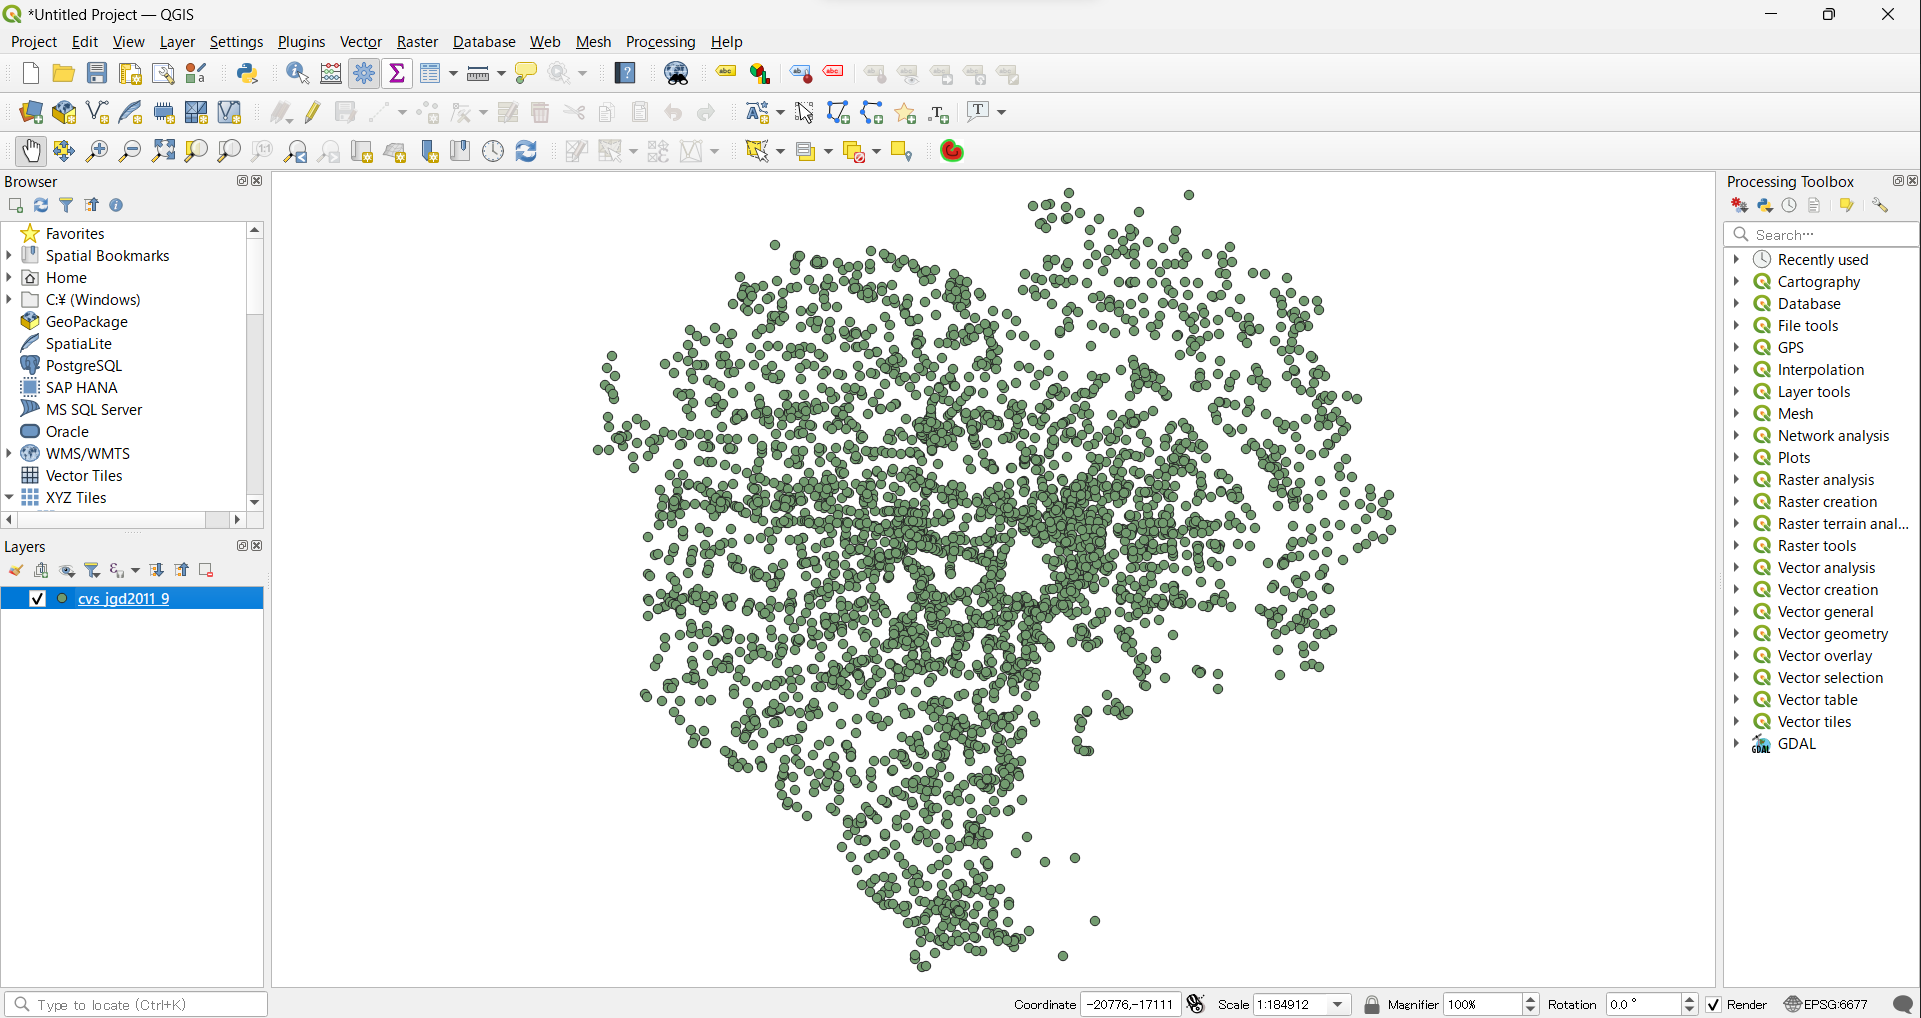 *Untitled Project — QGIS
Project Edit View Layer Settings Plugins Vector Raster Database Web Mesh Processing Help
Browser
Favorites
Spatial Bookmarks
Home
C:¥ (Windows)
GeoPackage
SpatiaLite
PostgreSQL
SAP HANA
MS SQL Server
Oracle
WMS/WMTS
Vector Tiles
XYZ Tiles
Layers
cvs_jgd2011_9
Processing Toolbox
Search…
Recently used
Cartography
Database
File tools
GPS
Interpolation
Layer tools
Mesh
Network analysis
Plots
Raster analysis
Raster creation
Raster terrain anal...
Raster tools
Vector analysis
Vector creation
Vector general
Vector geometry
Vector overlay
Vector selection
Vector table
Vector tiles
GDAL
Type to locate (Ctrl+K)
Coordinate -20776,-17111 Scale 1:184912 Magnifier 100% Rotation 0.0 ° Render EPSG:6677